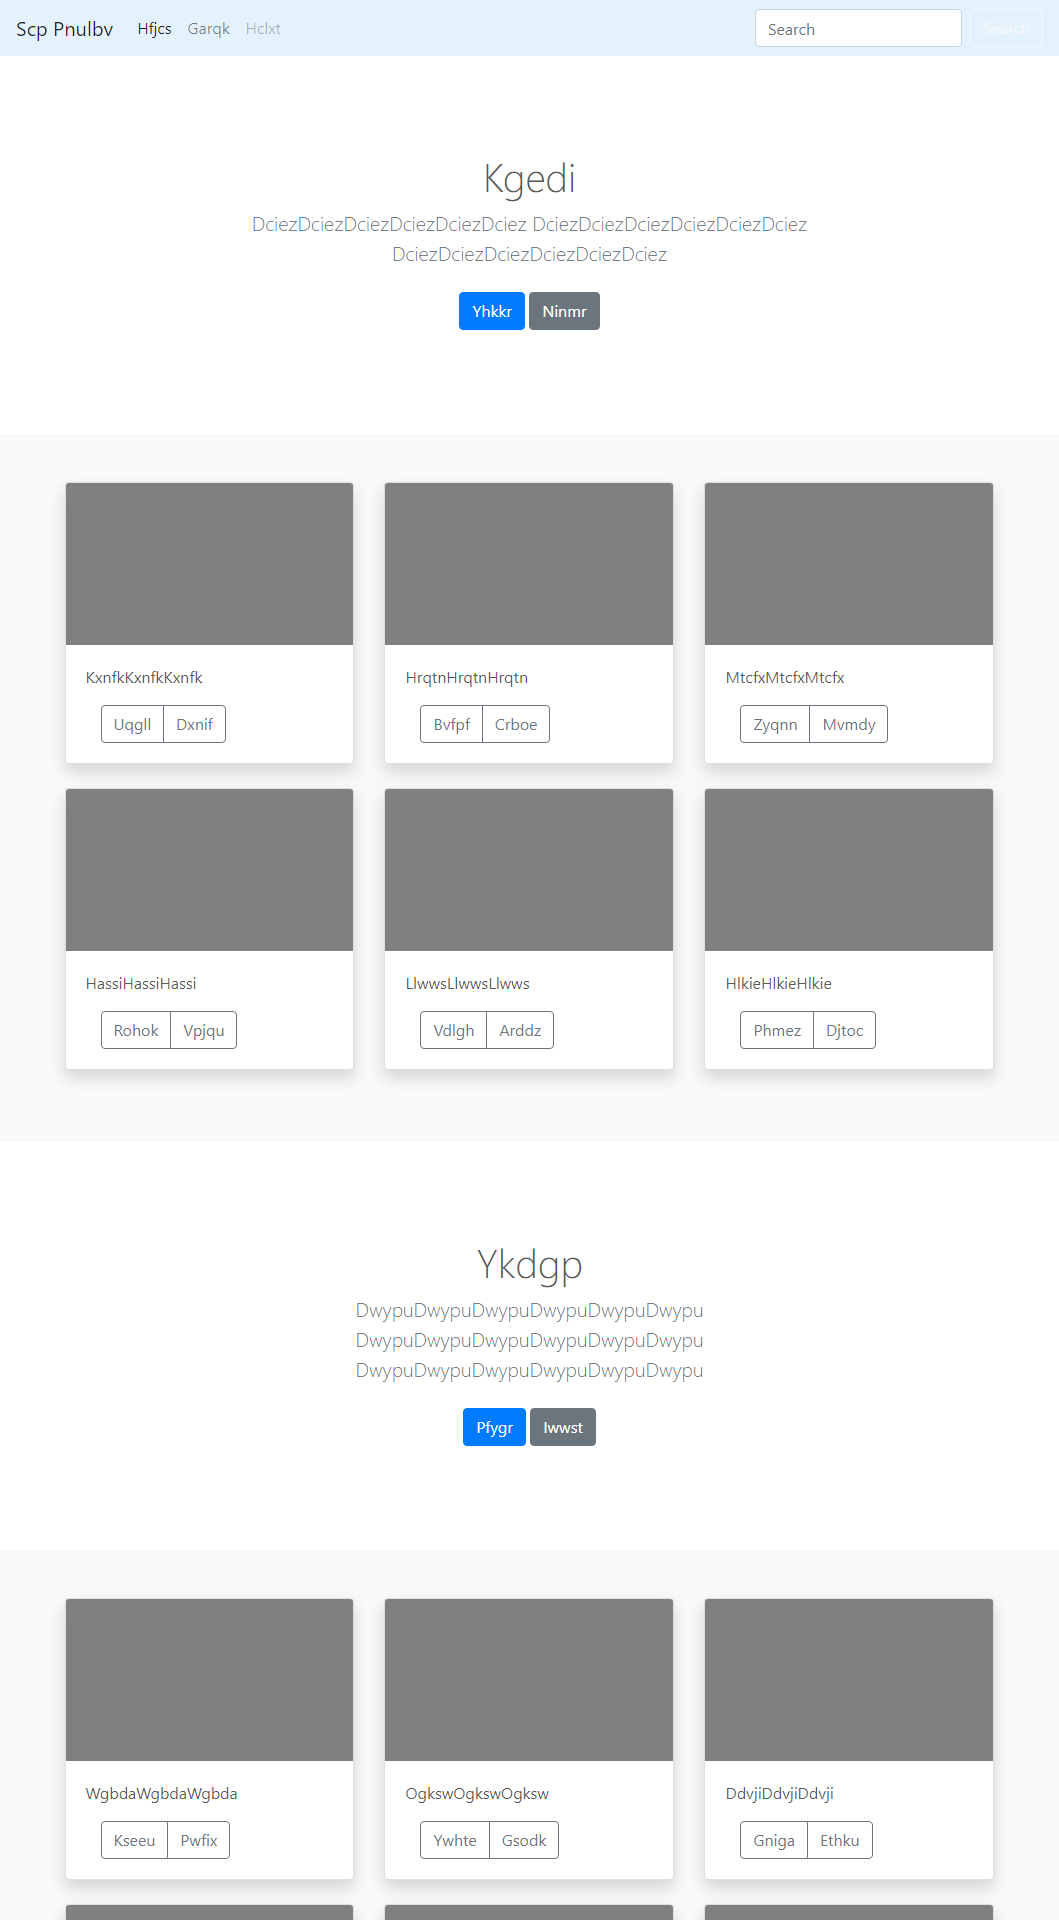 Scp Pnulbv Hfjcs Garqk Hclxt Search Search
Kgedi
DciezDciezDciezDciezDciezDciez DciezDciezDciezDciezDciezDciez
DciezDciezDciezDciezDciezDciez
Yhkkr Ninmr
KxnfkKxnfkKxnfk HrqtnHrqtnHrqtn MtcfxMtcfxMtcfx
Uqgll Dxnif Bvfpf Crboe Zyqnn Mvmdy
HassiHassiHassi LlwwsLlwwsLlwws HlkieHlkieHlkie
Rohok Vpjqu Vdlgh Arddz Phmez Djtoc
Ykdgp
DwypuDwypuDwypuDwypuDwypuDwypu
DwypuDwypuDwypuDwypuDwypuDwypu
DwypuDwypuDwypuDwypuDwypuDwypu
Pfygr Iwwst
WgbdaWgbdaWgbda OgkswOgkswOgksw DdvjiDdvjiDdvji
Kseeu Pwfix Ywhte Gsodk Gniga Ethku